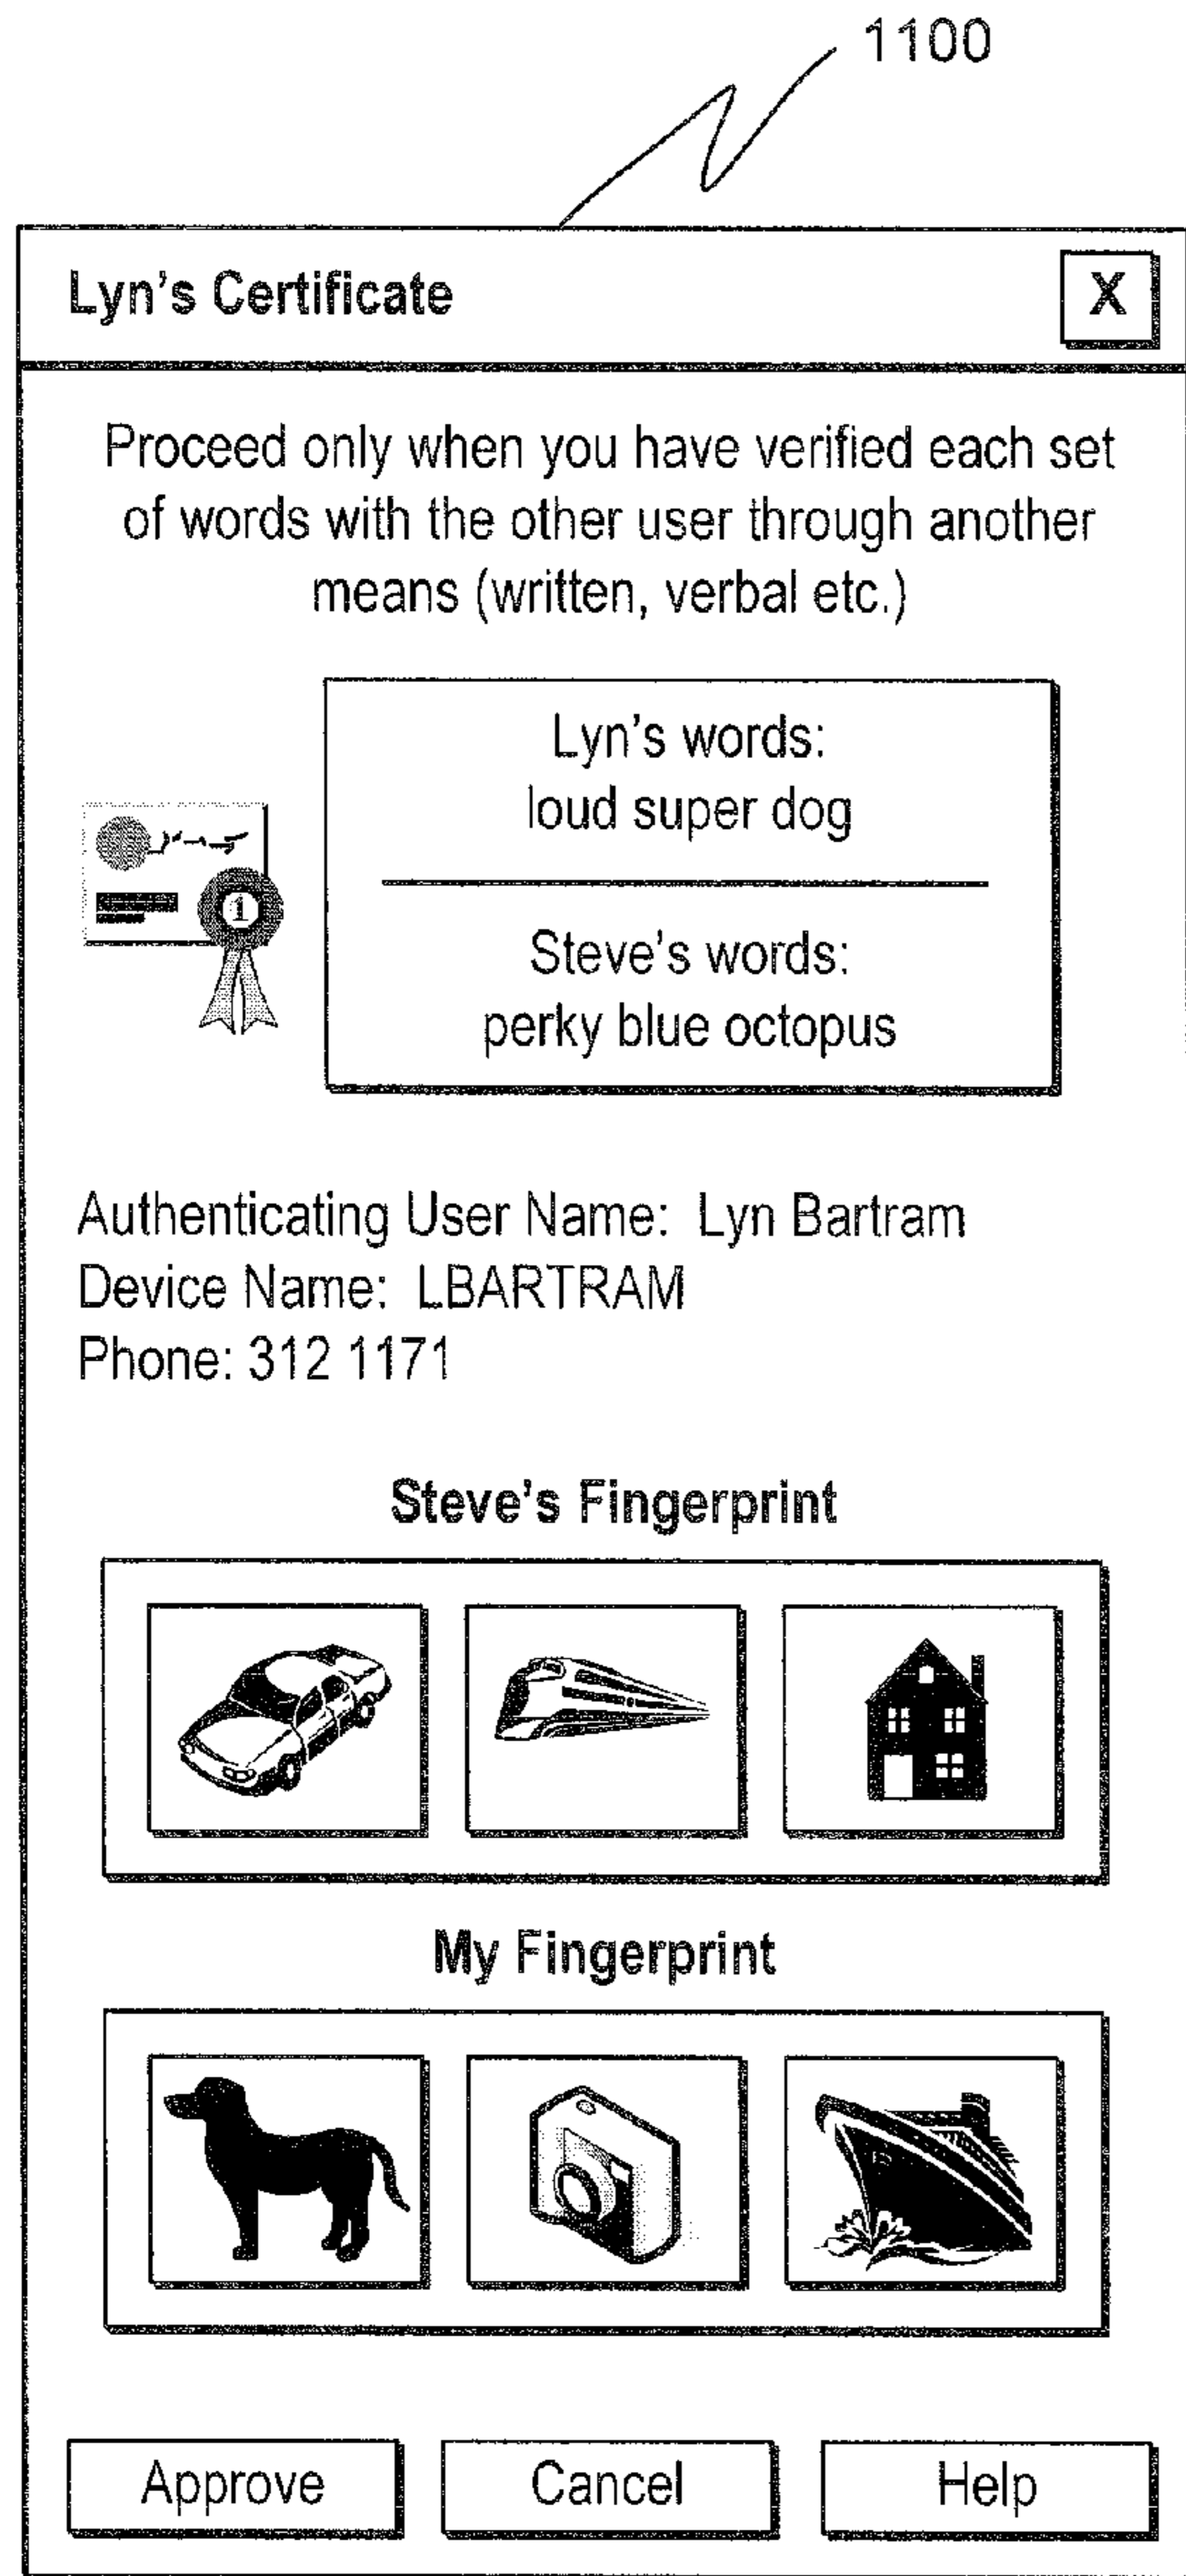 1100
Lyn's Certificate
X
Proceed only when you have verified each set
of words with the other user through another
means (written, verbal etc.)
Lyn's words:
loud super dog
1
Steve's words:
perky blue octopus
Authenticating User Name: Lyn Bartram
Device Name: LBARTRAM
Phone: 312 1171
Steve's Fingerprint
My Fingerprint
Approve
Cancel
Help